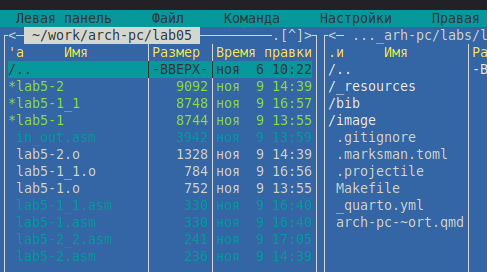 Левая панель Файл Команда Настройки Правая
<─ ~/work/arch-pc/lab05 .[^]> <─ ..._arh-pc/labs/l
'а Имя Размер Время правки .и Имя Р
/.. -ВВЕРХ- ноя 6 10:22 /.. -В
*lab5-2 9092 ноя 9 14:39 /_resources
*lab5-1_1 8748 ноя 9 16:57 /bib
*lab5-1 8744 ноя 9 13:55 /image
in_out.asm 3942 ноя 9 13:59 .gitignore
lab5-2.o 1328 ноя 9 14:39 .marksman.toml
lab5-1_1.o 784 ноя 9 16:56 .projectile
lab5-1.o 752 ноя 9 13:55 Makefile
lab5-1_1.asm 330 ноя 9 16:40 _quarto.yml
lab5-1.asm 330 ноя 9 16:40 arch-pc-~ort.qmd
lab5-2_2.asm 241 ноя 9 17:05
lab5-2.asm 236 ноя 9 14:39